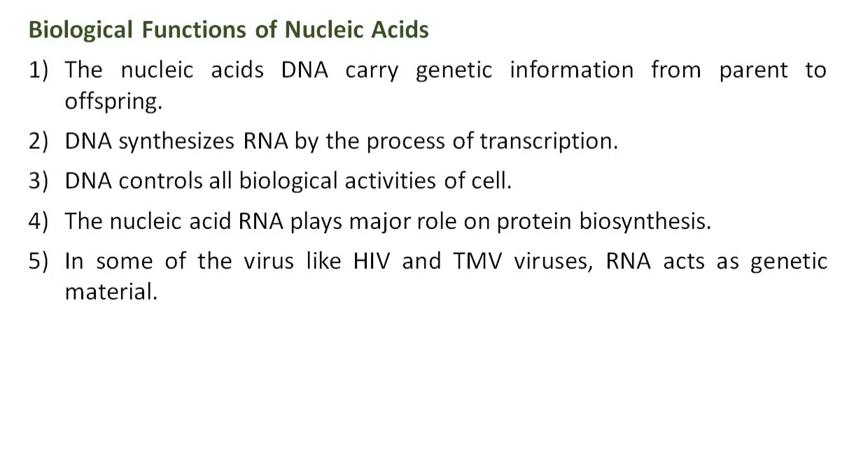 Biological Functions of Nucleic Acids
1) The nucleic acids DNA carry genetic information from parent to
offspring.
2) DNA synthesizes RNA by the process of transcription.
3) DNA controls all biological activities of cell.
4) The nucleic acid RNA plays major role on protein biosynthesis.
5) In some of the virus like HIV and TMV viruses, RNA acts as genetic
material.